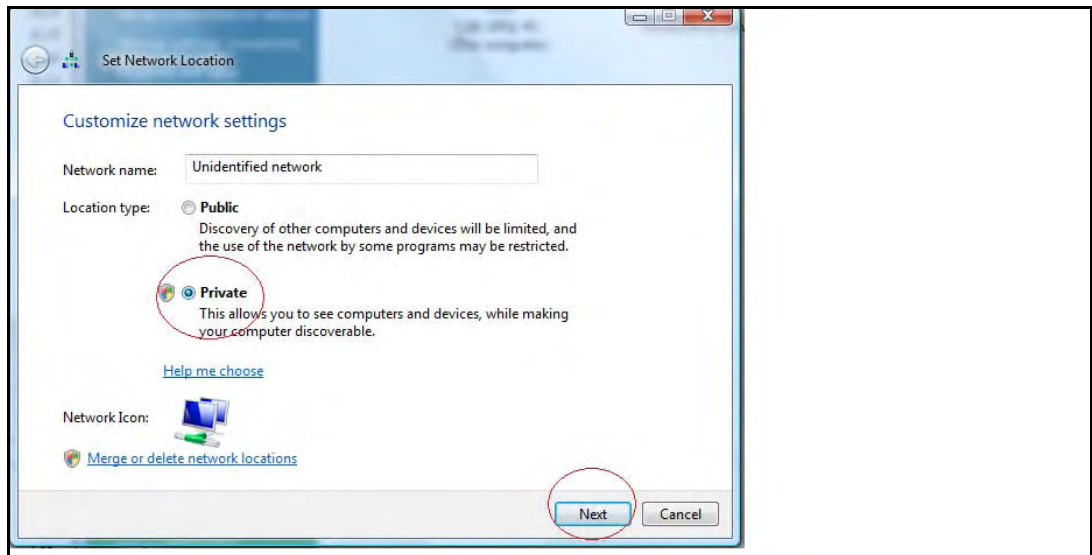 Set Network Location
Customize network settings
Network name: Unidentified network
Location type: Public
Discovery of other computers and devices will be limited, and
the use of the network by some programs may be restricted.
Private
This allows you to see computers and devices, while making
your computer discoverable.
Help me choose
Network Icon:
Merge or delete network locations
Next Cancel